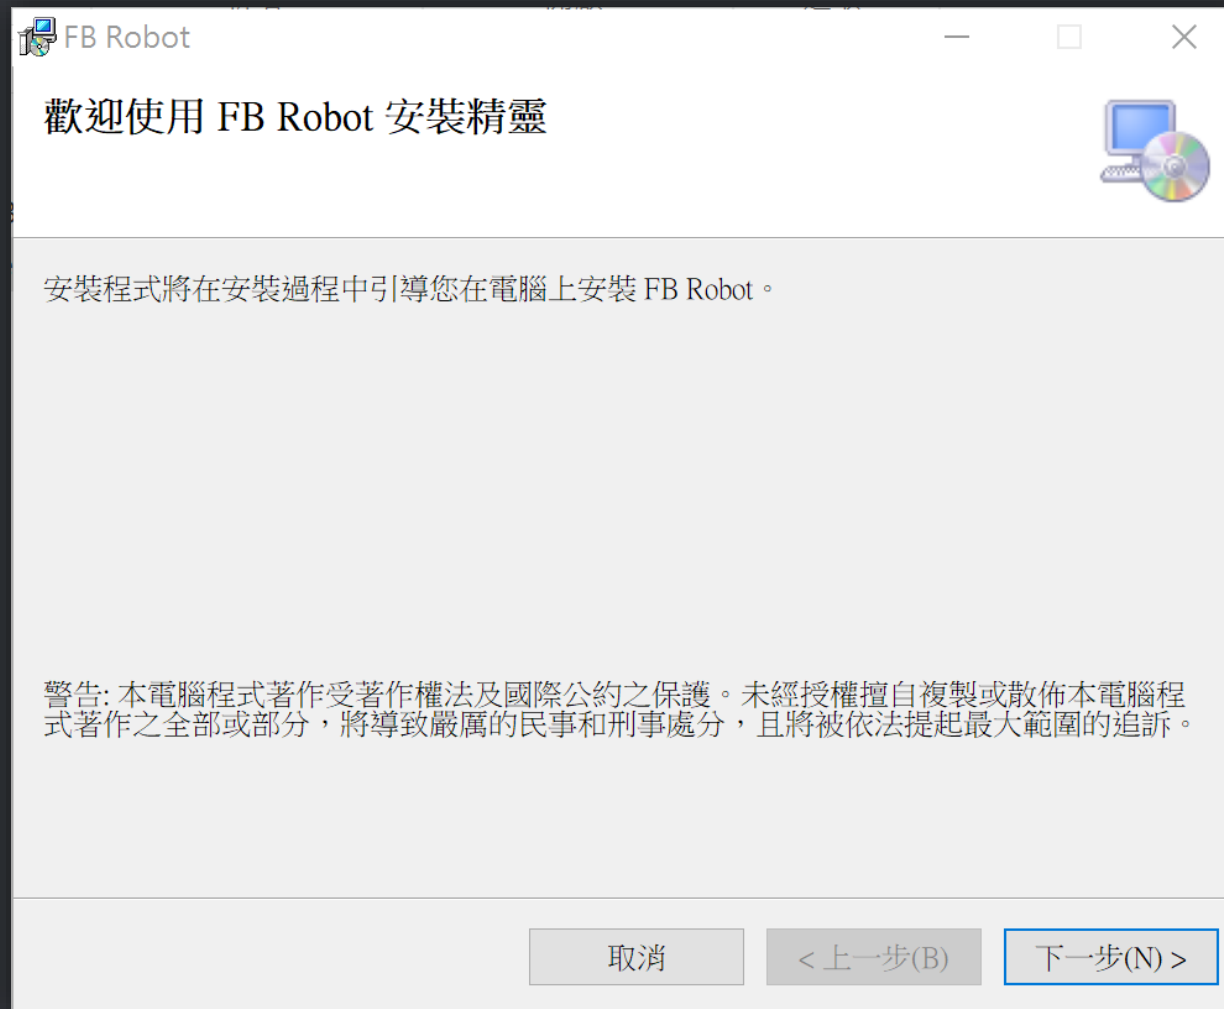 FB Robot
歡迎使用 FB Robot 安裝精靈
安裝程式將在安裝過程中引導您在電腦上安裝 FB Robot。
警告: 本電腦程式著作受著作權法及國際公約之保護。未經授權擅自複製或散佈本電腦程
式著作之全部或部分，將導致嚴厲的民事和刑事處分，且將被依法提起最大範圍的追訴。
取消
< 上一步(B)
下一步(N) >